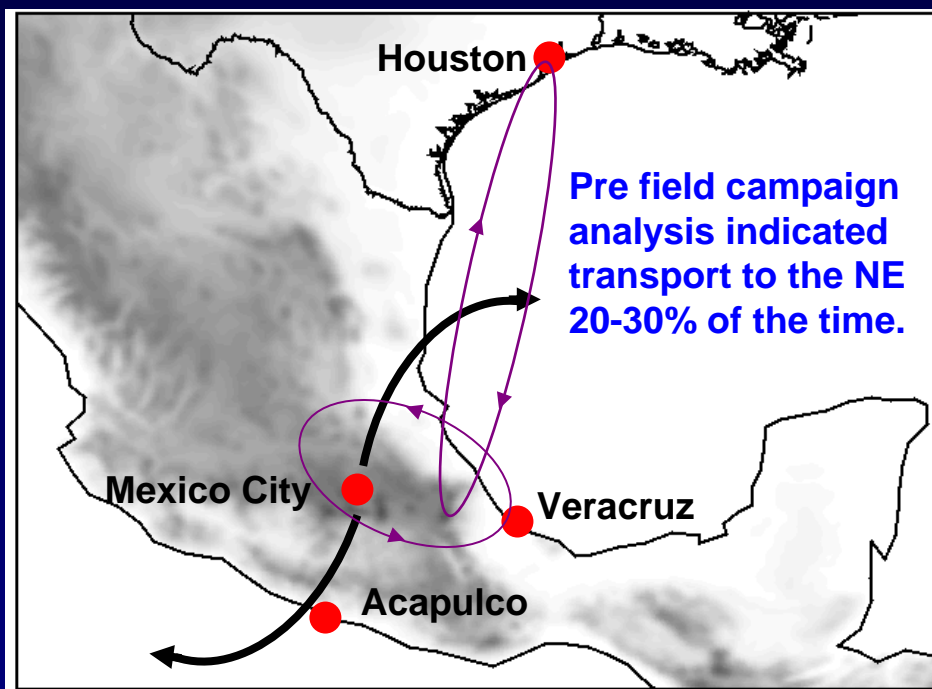 Houston
Pre field campaign
analysis indicated
transport to the NE
20-30% of the time.
Mexico City
Veracruz
Acapulco